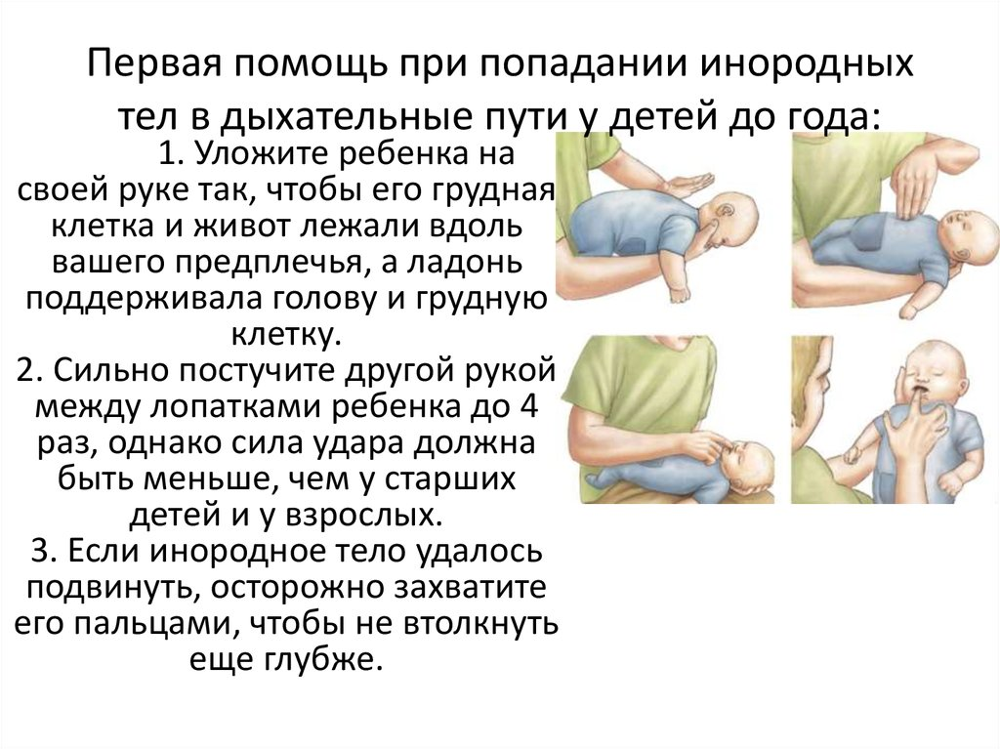 Первая помощь при попадании инородных
тел в дыхательные пути у детей до года:
1. Уложите ребенка на
своей руке так, чтобы его грудная
клетка и живот лежали вдоль
вашего предплечья, а ладонь
поддерживала голову и грудную
клетку.
2. Сильно постучите другой рукой
между лопатками ребенка до 4
раз, однако сила удара должна
быть меньше, чем у старших
детей и у взрослых.
3. Если инородное тело удалось
подвинуть, осторожно захватите
его пальцами, чтобы не втолкнуть
еще глубже.